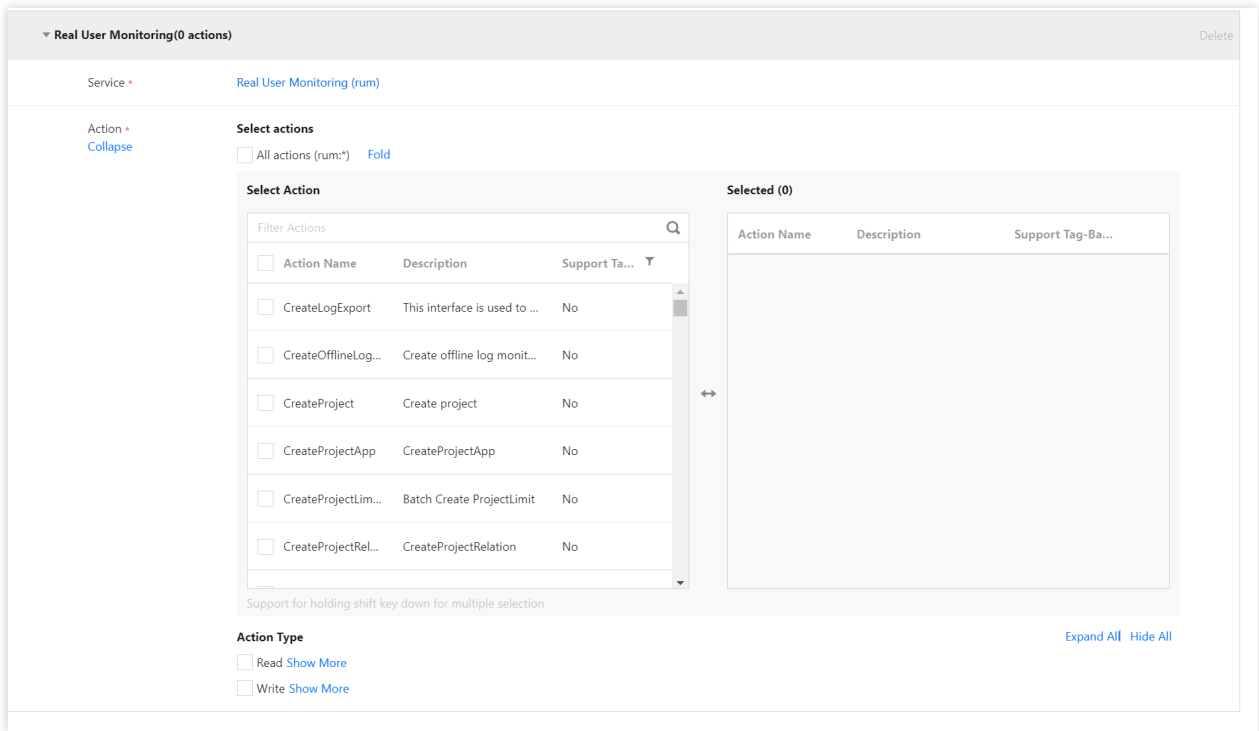 Real User Monitoring(0 actions)
Delete
Service *
Real User Monitoring (rum)
Action *
Collapse
Select actions
All actions (rum:*) Fold
Select Action
Selected (0)
Filter Actions
Action Name Description Support Ta...
CreateLogExport This interface is used to ... No
CreateOfflineLog... Create offline log monit... No
CreateProject Create project No
CreateProjectApp CreateProjectApp No
CreateProjectLim... Batch Create ProjectLimit No
CreateProjectRel... CreateProjectRelation No
Action Name Description Support Tag-Ba...
Support for holding shift key down for multiple selection
Action Type
Expand All Hide All
Read Show More
Write Show More